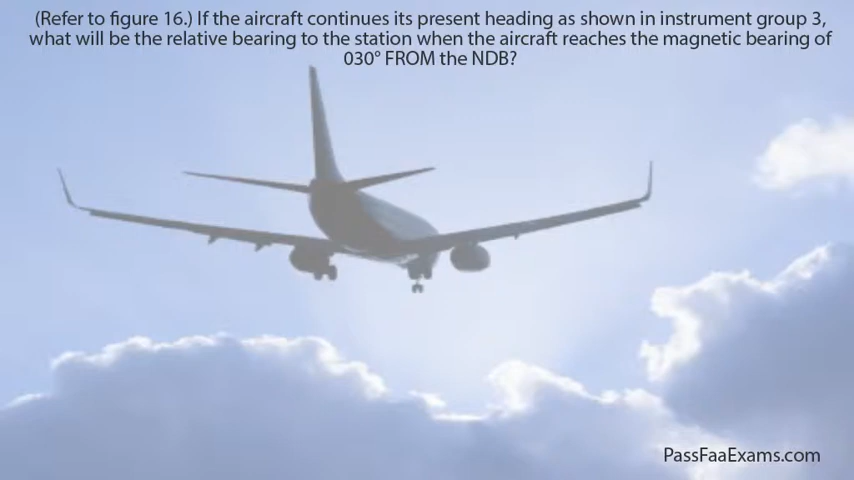 (Refer to figure 16.) If the aircraft continues its present heading as shown in instrument group 3,
what will be the relative bearing to the station when the aircraft reaches the magnetic bearing of
030° FROM the NDB?
PassFaaExams.com